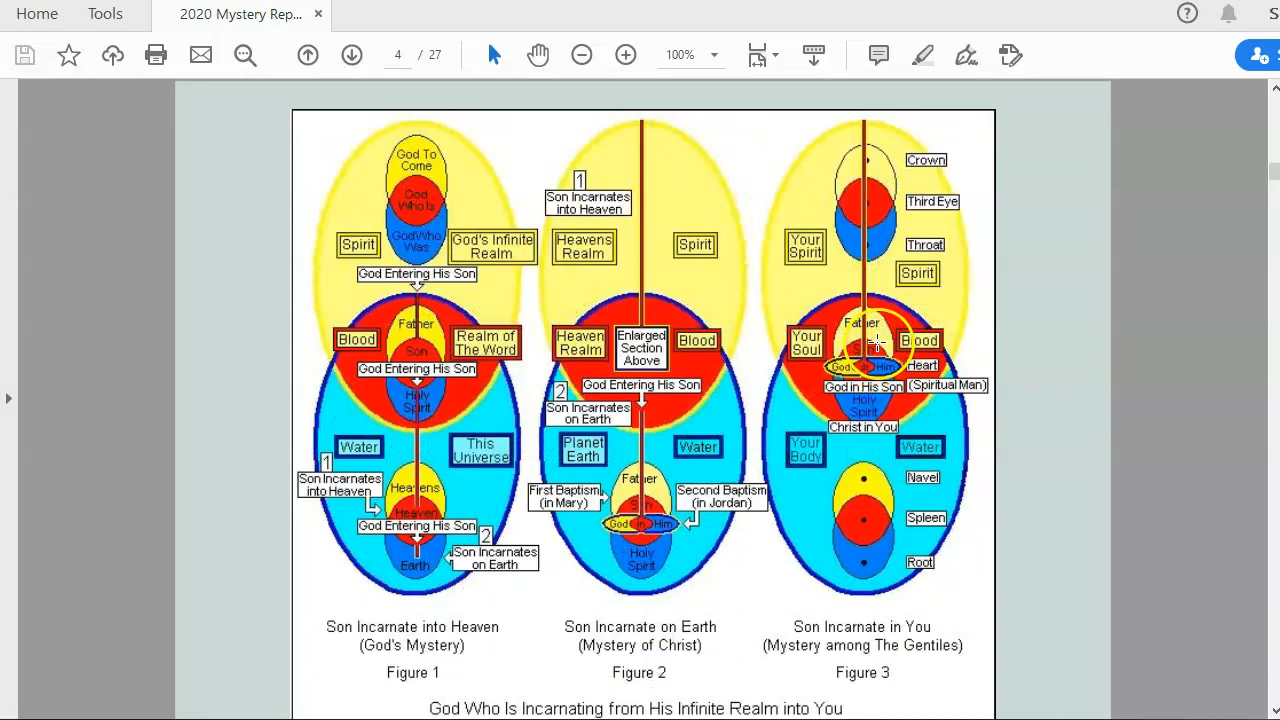 Home
Tools
2020 Mystery Rep...
×
?
S
4 / 27
100%
God To
Come
God
Who Is
God Who
Was
Spirit
God's Infinite
Realm
God Entering His Son
Blood
Father
Son
Realm of
The Word
God Entering His Son
Holy
Spirit
Water
This
Universe
1
Son Incarnates
into Heaven
Heavens
Heaven
God Entering His Son
2
Son Incarnates
on Earth
Earth
Son Incarnate into Heaven
(God's Mystery)
Figure 1
1
Son Incarnates
into Heaven
Heavens
Realm
Spirit
Heaven
Realm
Enlarged
Section
Above
Blood
God Entering His Son
2
Son Incarnates
on Earth
Planet
Earth
Water
First Baptism
(in Mary)
Father
Son
Second Baptism
(in Jordan)
God in Him
Holy
Spirit
Son Incarnate on Earth
(Mystery of Christ)
Figure 2
Crown
Third Eye
Throat
Your
Spirit
Spirit
Your
Soul
Father
Blood
God in Him
Heart
God in His Son
(Spiritual Man)
Holy
Spirit
Christ in You
Your
Body
Water
Navel
Spleen
Root
Son Incarnate in You
(Mystery among The Gentiles)
Figure 3
God Who Is Incarnating from His Infinite Realm into You